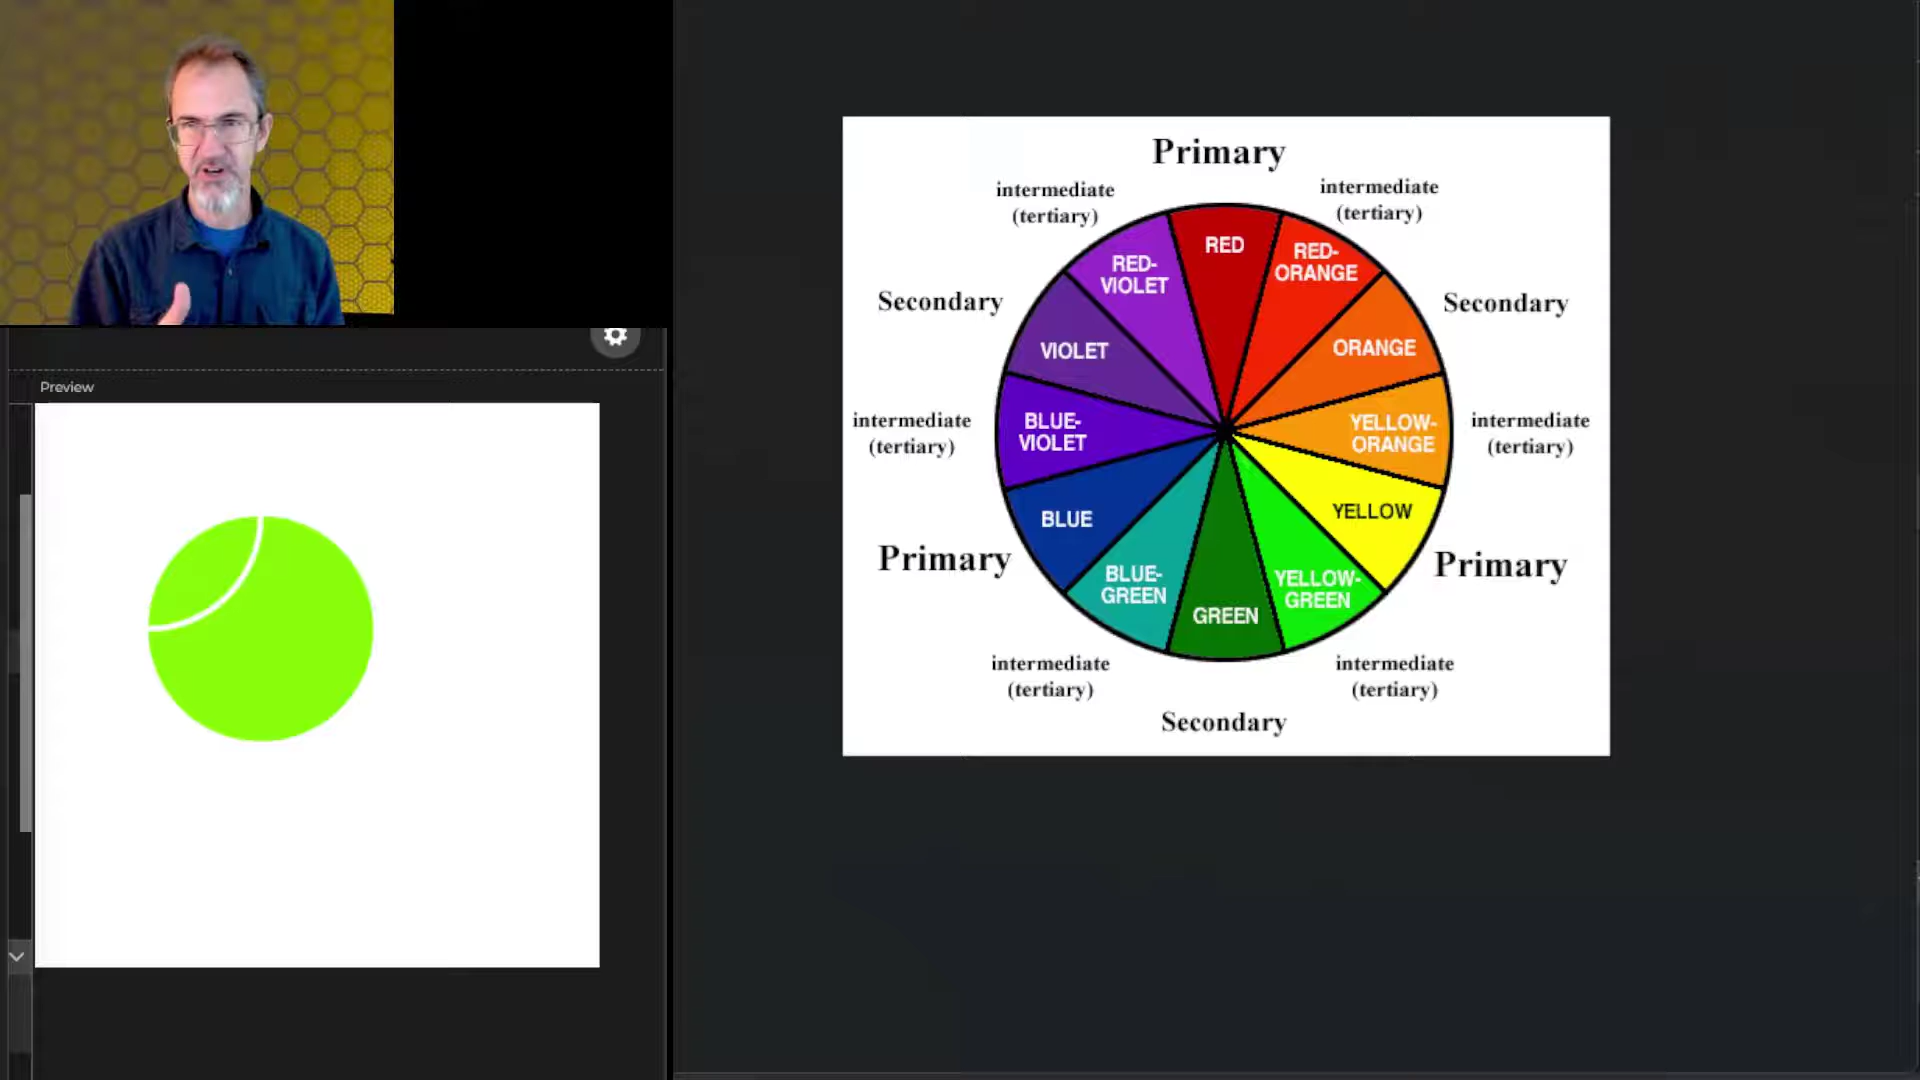 Preview
Primary
intermediate
(tertiary)
intermediate
(tertiary)
RED
RED-
VIOLET
RED-
ORANGE
Secondary
Secondary
VIOLET
ORANGE
intermediate
(tertiary)
BLUE-
VIOLET
YELLOW-
ORANGE
intermediate
(tertiary)
BLUE
YELLOW
Primary
Primary
BLUE-
GREEN
GREEN
YELLOW-
GREEN
intermediate
(tertiary)
intermediate
(tertiary)
Secondary